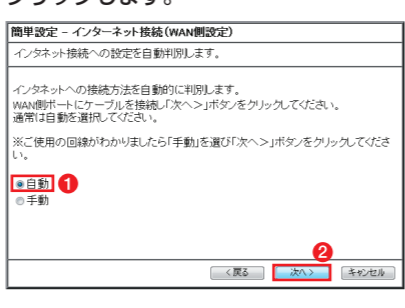 クリックします。
簡単設定 - インターネット接続(WAN側設定)
インタネット接続への設定を自動判別します。
インタネットへの接続方法を自動的に判別します。
WAN側ポートにケーブルを接続し「次へ>」ボタンをクリックしてください。
通常は自動を選択してください。
※ご使用の回線がわかりましたら「手動」を選び「次へ>」ボタンをクリックしてくださ
い。
自動 1
手動
2
<戻る 次へ> キャンセル